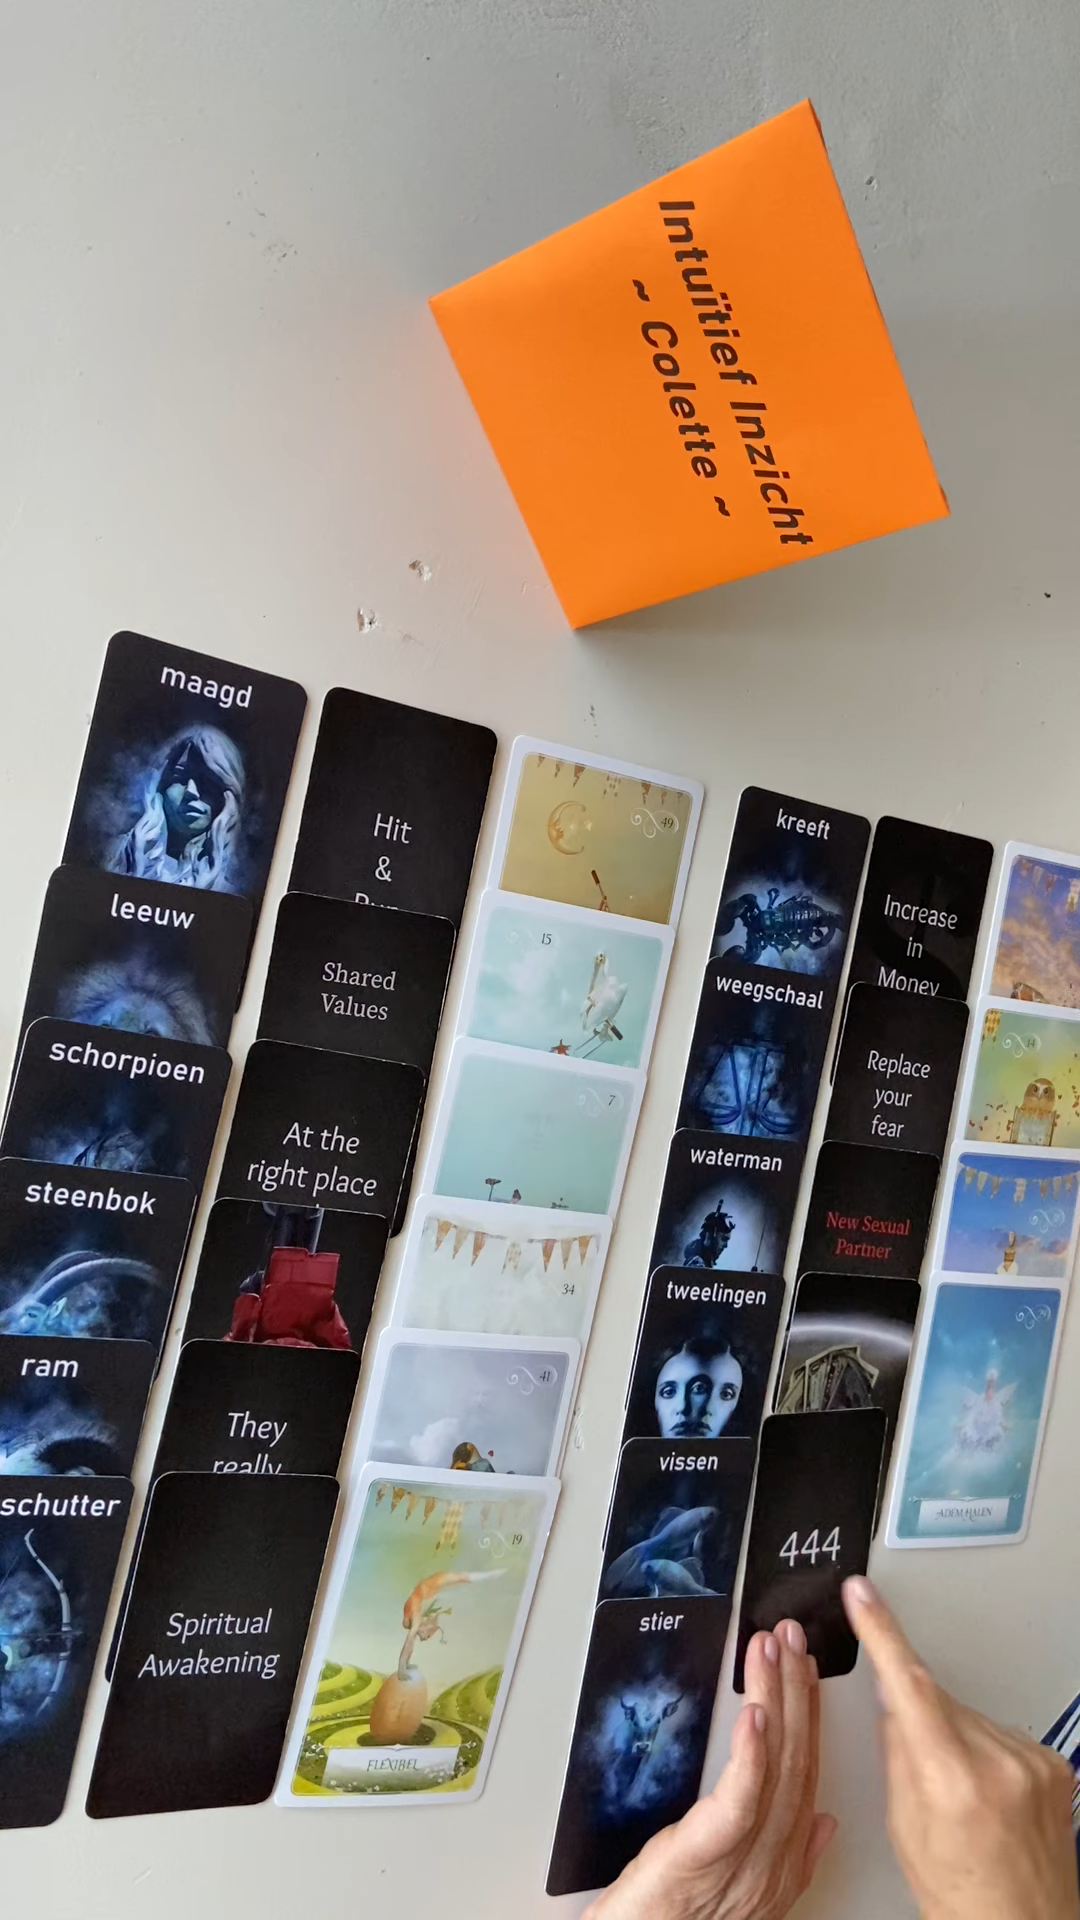 Intuïtief Inzicht
~ Colette ~
maagd
Hit
&
49
leeuw
Shared
Values
15
schorpioen
At the
right place
7
steenbok
34
ram
They
really
41
schutter
Spiritual
Awakening
19
FLEXIBEL
kreeft
Increase
in
Money
weegschaal
Replace
your
fear
14
waterman
New Sexual
Partner
tweelingen
ADEM HALEN
vissen
444
stier